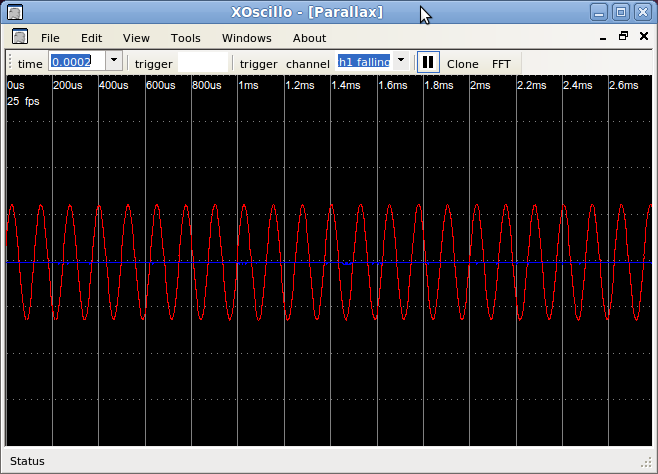 XOscillo - [Parallax]
File Edit View Tools Windows About
time 0.0002 trigger trigger channel h1 falling Clone FFT
0us 200us 400us 600us 800us 1ms 1.2ms 1.4ms 1.6ms 1.8ms 2ms 2.2ms 2.4ms 2.6ms
25 fps
Status